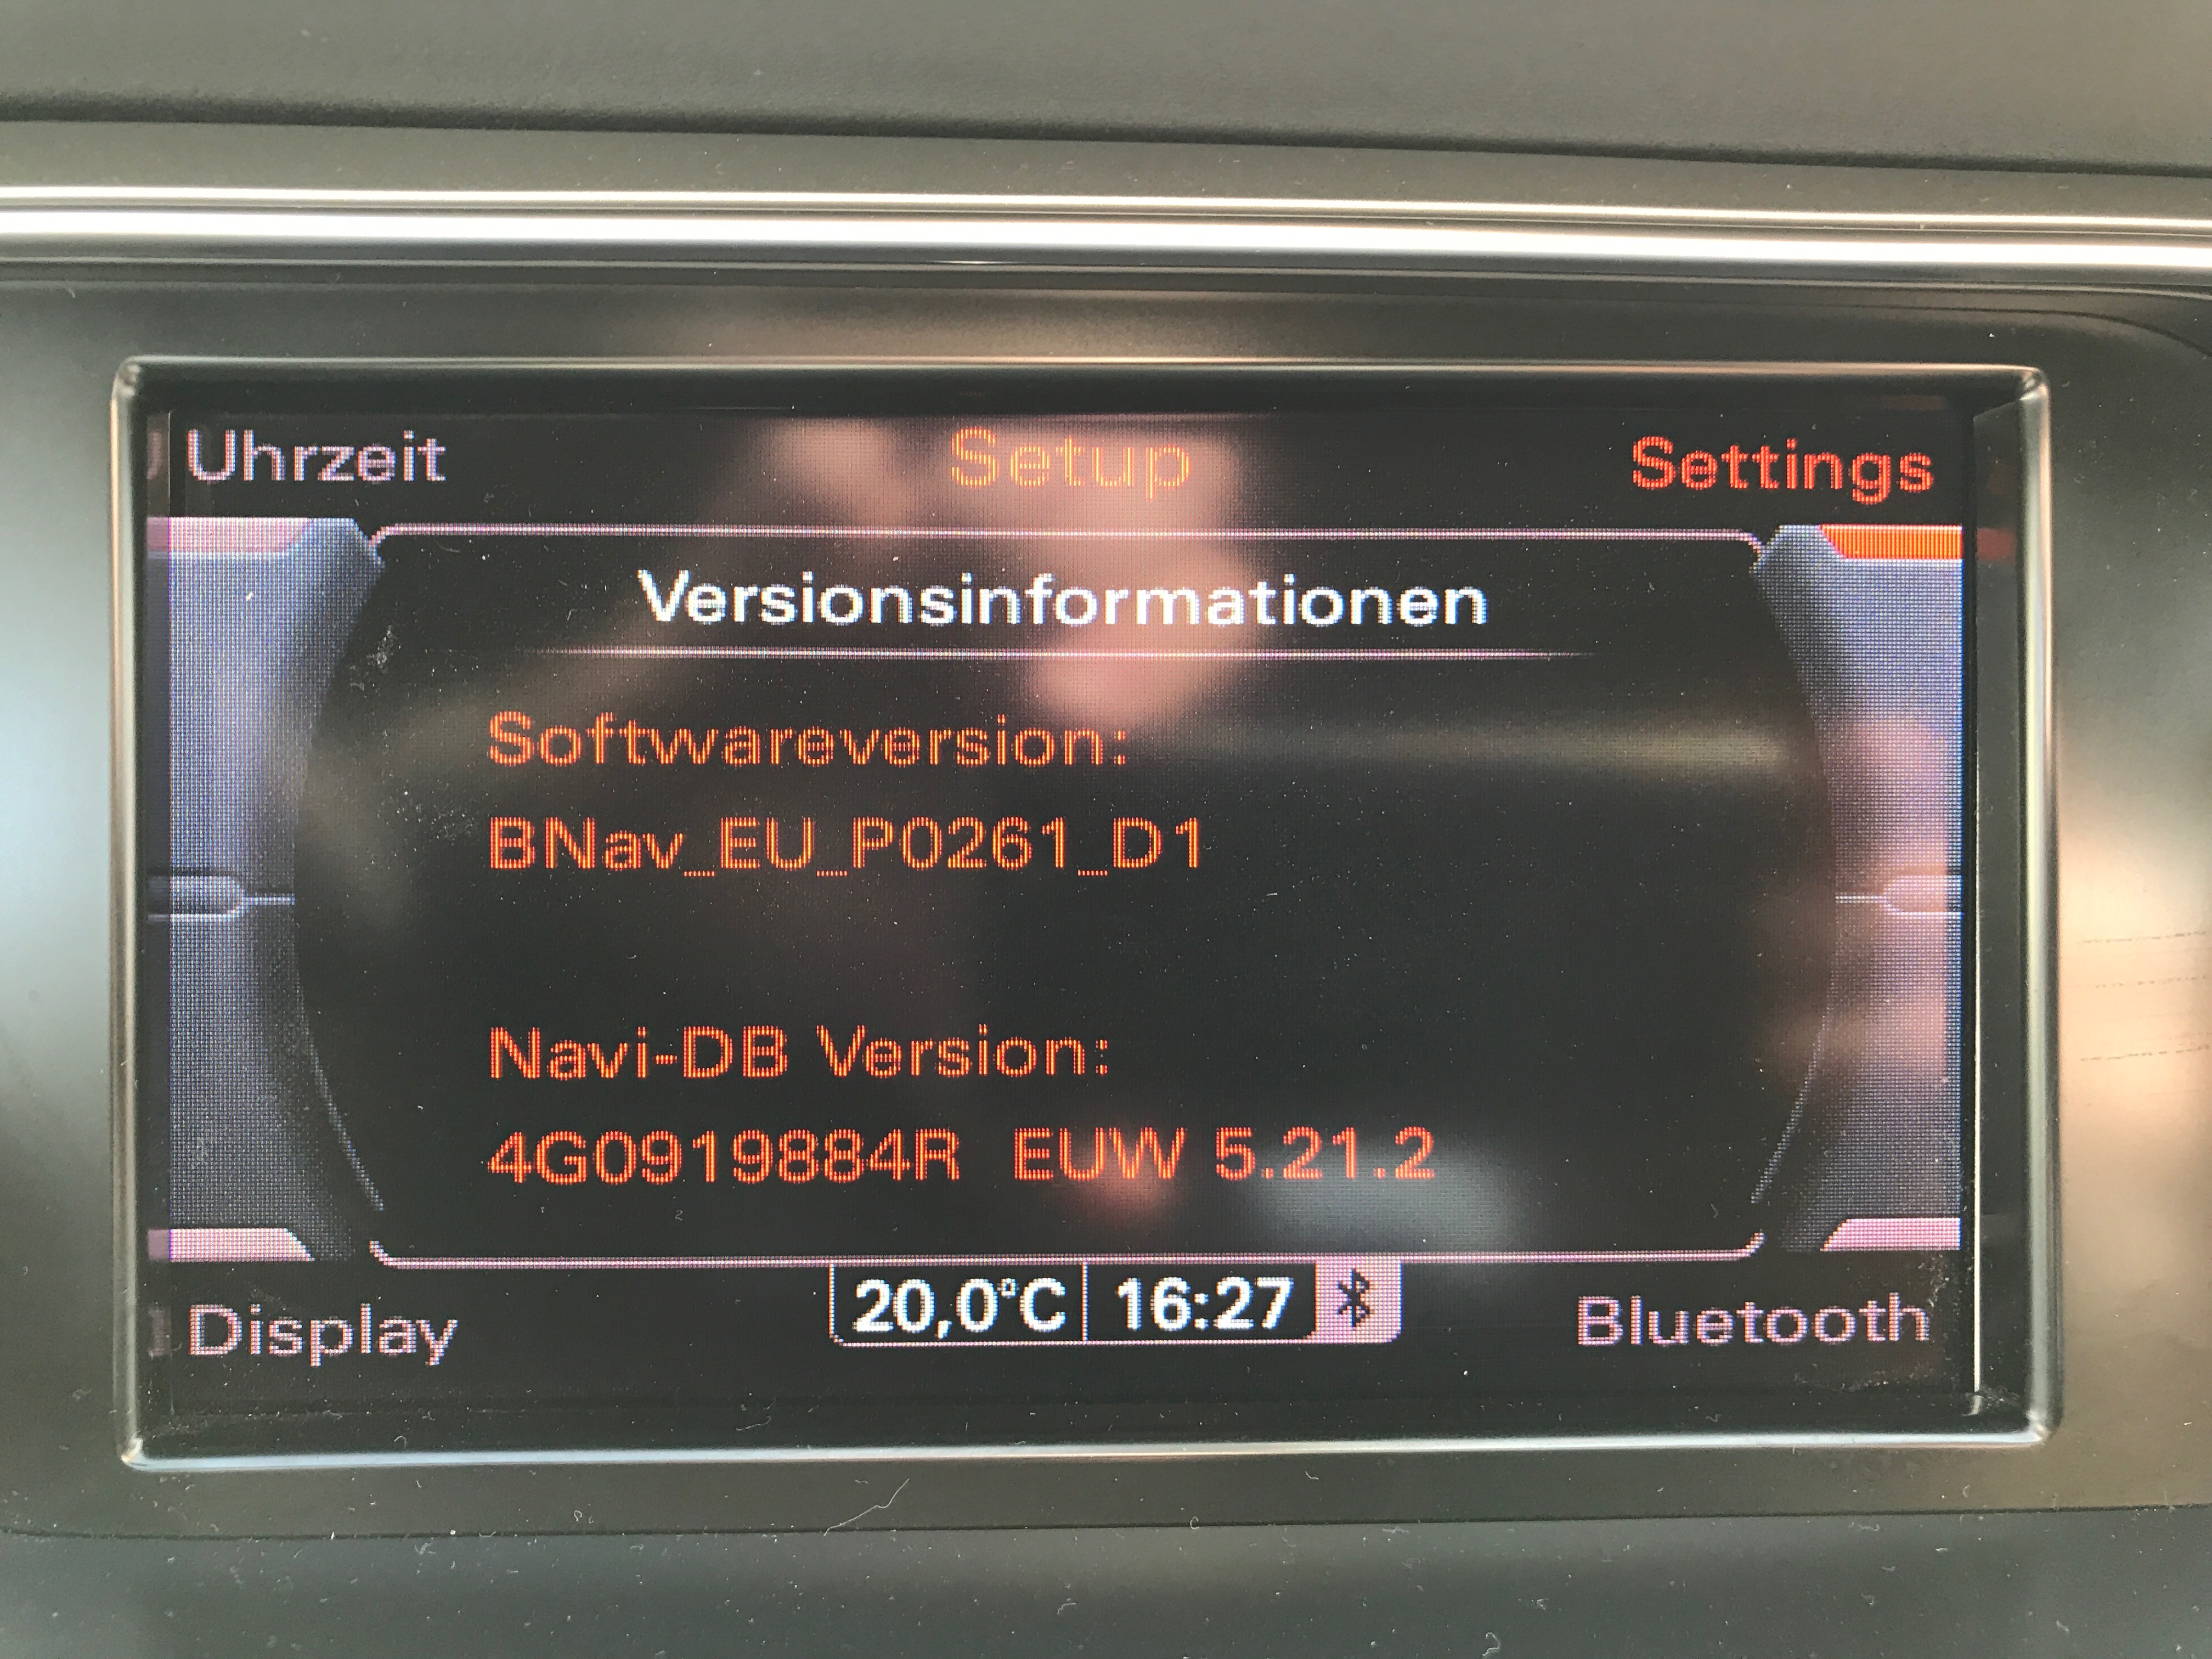 Uhrzeit Setup Settings
Versionsinformationen
Softwareversion:
BNav_EU_P0261_D1
Navi-DB Version:
4G0919884R EUW 5.21.2
20,0°C 16:27
Display Bluetooth